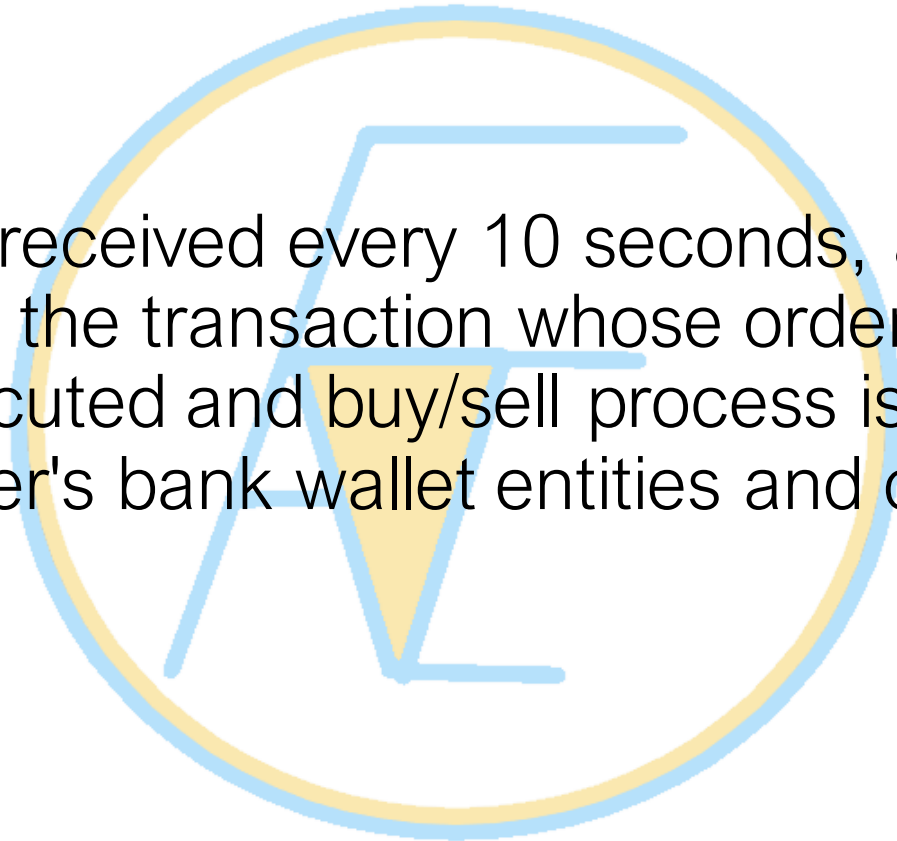 received every 10 seconds,
the transaction whose order
cuted and buy/sell process is
er's bank wallet entities and